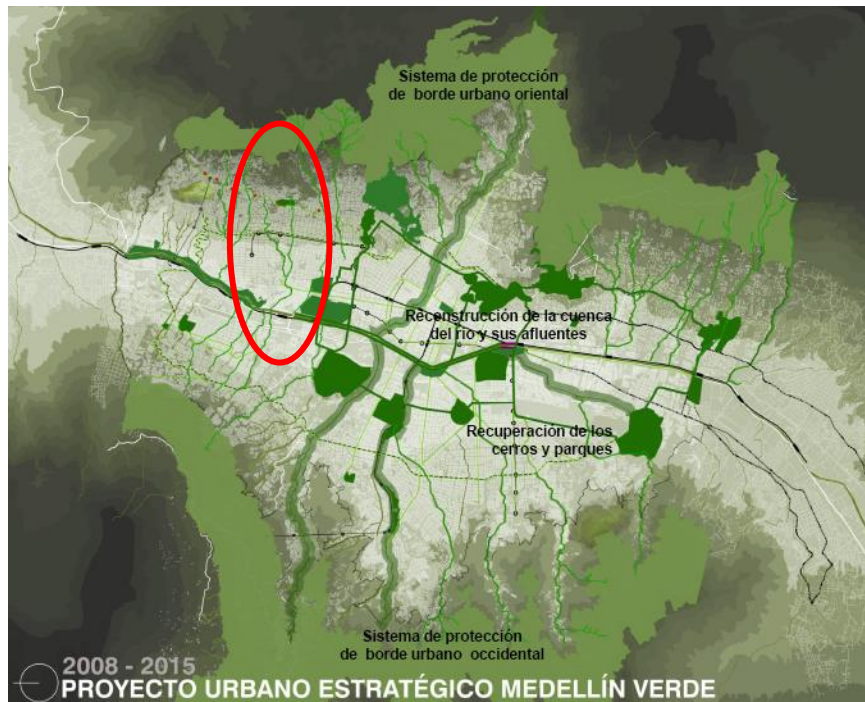 Sistema de protección
de borde urbano oriental
Reconstrucción de la cuenca
del río y sus afluentes
Recuperación de los
cerros y parques
Sistema de protección
de borde urbano occidental
2008 - 2015
PROYECTO URBANO ESTRATÉGICO MEDELLÍN VERDE